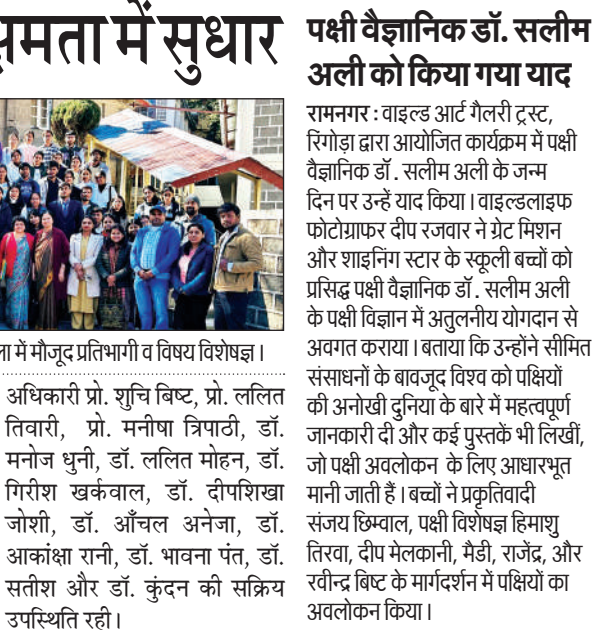 क्षमता में सुधार
ला में मौजूद प्रतिभागी व विषय विशेषज्ञ।
अधिकारी प्रो. शुचि बिष्ट, प्रो. ललित
तिवारी, प्रो. मनीषा त्रिपाठी, डॉ.
मनोज धुनी, डॉ. ललित मोहन, डॉ.
गिरीश खर्कवाल, डॉ. दीपशिखा
जोशी, डॉ. आँचल अनेजा, डॉ.
आकांक्षा रानी, डॉ. भावना पंत, डॉ.
सतीश और डॉ. कुंदन की सक्रिय
उपस्थिति रही।
पक्षी वैज्ञानिक डॉ. सलीम
अली को किया गया याद
रामनगर : वाइल्ड आर्ट गैलरी ट्रस्ट,
रिंगोड़ा द्वारा आयोजित कार्यक्रम में पक्षी
वैज्ञानिक डॉ. सलीम अली के जन्म
दिन पर उन्हें याद किया। वाइल्डलाइफ
फोटोग्राफर दीप रजवार ने ग्रेट मिशन
और शाइनिंग स्टार के स्कूली बच्चों को
प्रसिद्ध पक्षी वैज्ञानिक डॉ. सलीम अली
के पक्षी विज्ञान में अतुलनीय योगदान से
अवगत कराया। बताया कि उन्होंने सीमित
संसाधनों के बावजूद विश्व को पक्षियों
की अनोखी दुनिया के बारे में महत्वपूर्ण
जानकारी दी और कई पुस्तकें भी लिखीं,
जो पक्षी अवलोकन के लिए आधारभूत
मानी जाती हैं। बच्चों ने प्रकृतिवादी
संजय छिम्वाल, पक्षी विशेषज्ञ हिमाशु
तिरवा, दीप मेलकानी, मैडी, राजेंद्र, और
रवीन्द्र बिष्ट के मार्गदर्शन में पक्षियों का
अवलोकन किया।